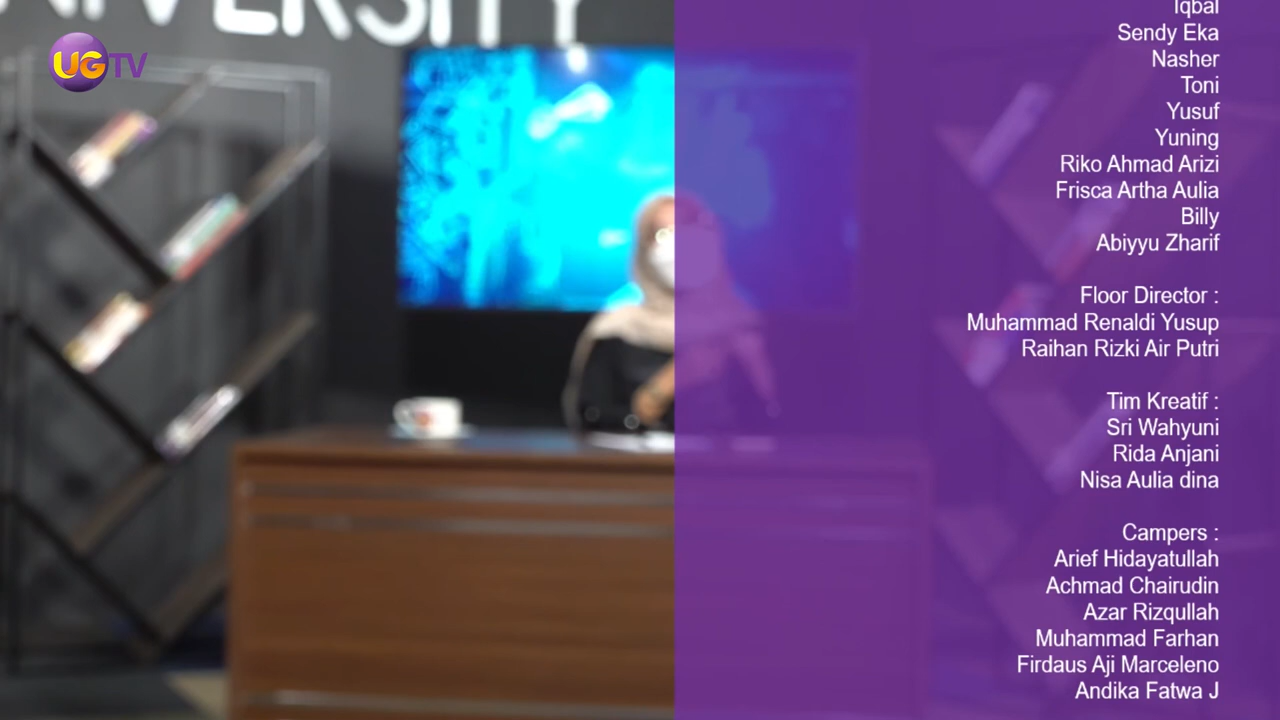 NIVERSITY
UGTV
Iqbal
Sendy Eka
Nasher
Toni
Yusuf
Yuning
Riko Ahmad Arizi
Frisca Artha Aulia
Billy
Abiyyu Zharif
Floor Director :
Muhammad Renaldi Yusup
Raihan Rizki Air Putri
Tim Kreatif :
Sri Wahyuni
Rida Anjani
Nisa Aulia dina
Campers :
Arief Hidayatullah
Achmad Chairudin
Azar Rizqullah
Muhammad Farhan
Firdaus Aji Marceleno
Andika Fatwa J